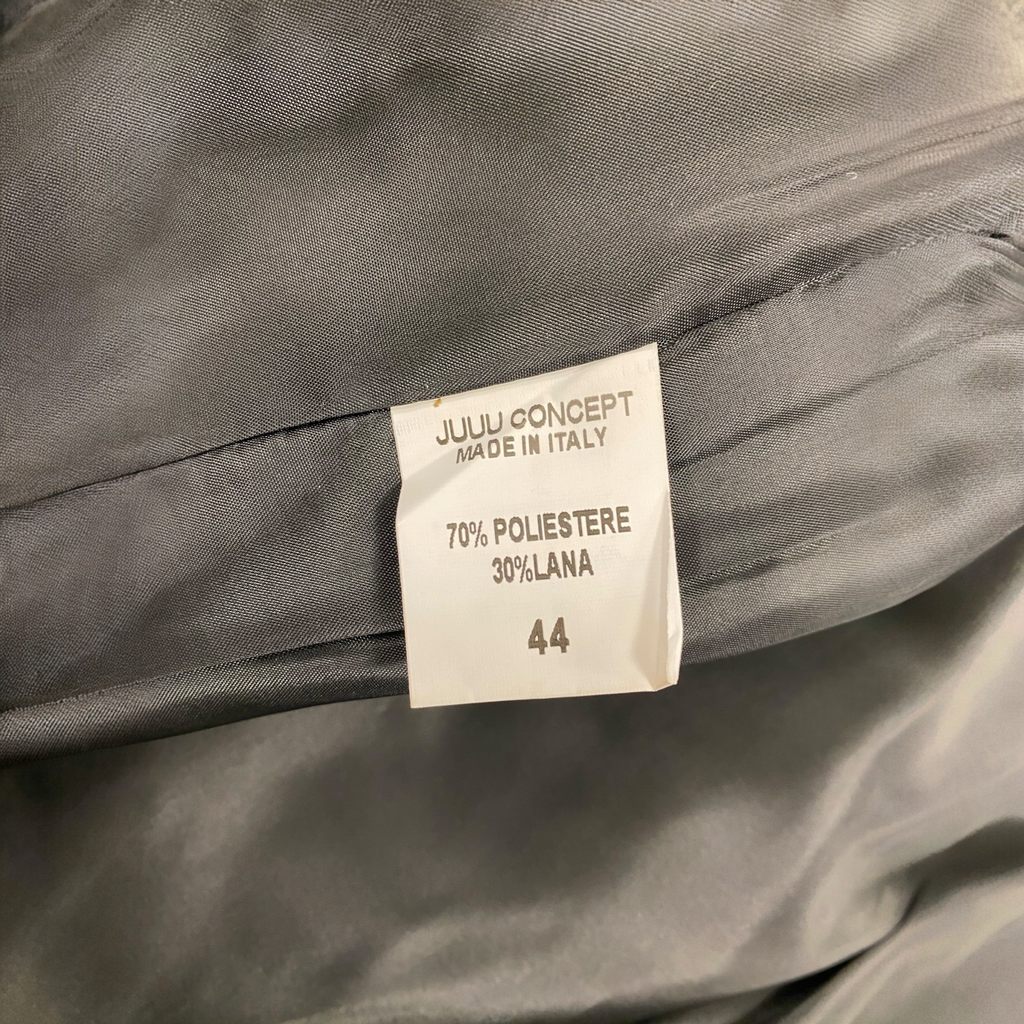 JUUU CONCEPT
MADE IN ITALY
70% POLIESTERE
30%LANA
44